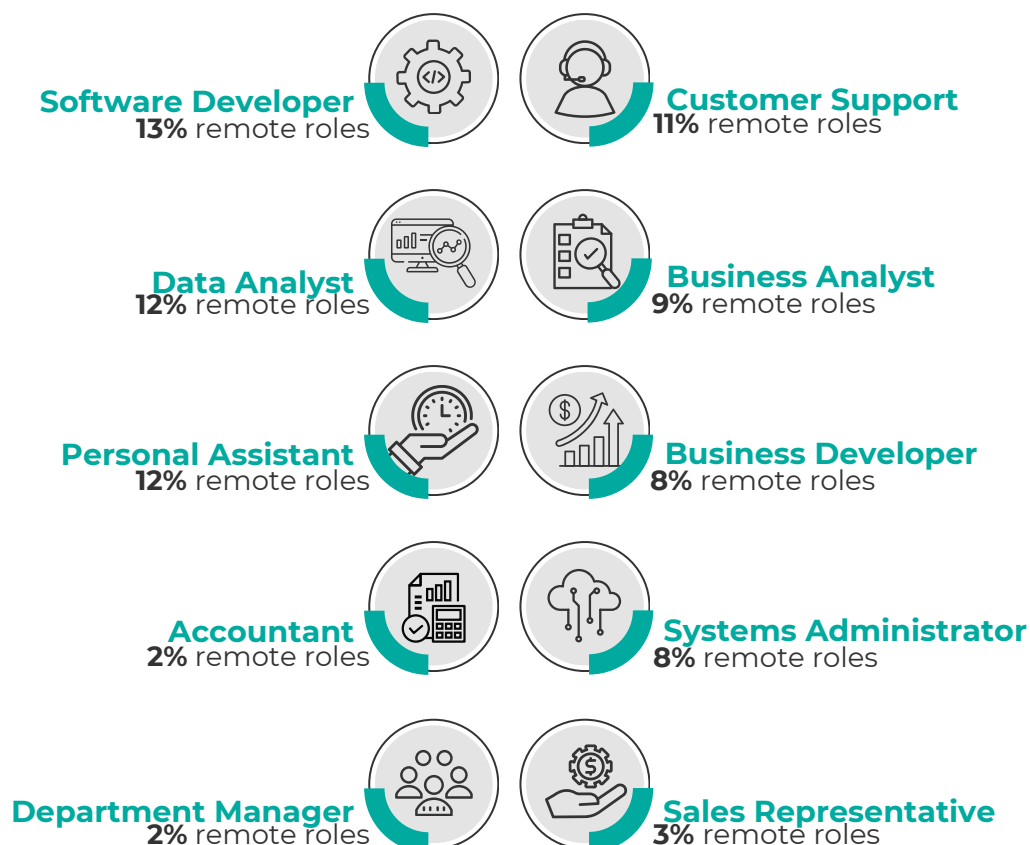 Software Developer
13% remote roles
Customer Support
11% remote roles
Data Analyst
12% remote roles
Business Analyst
9% remote roles
Personal Assistant
12% remote roles
Business Developer
8% remote roles
Accountant
2% remote roles
Systems Administrator
8% remote roles
Department Manager
2% remote roles
Sales Representative
3% remote roles